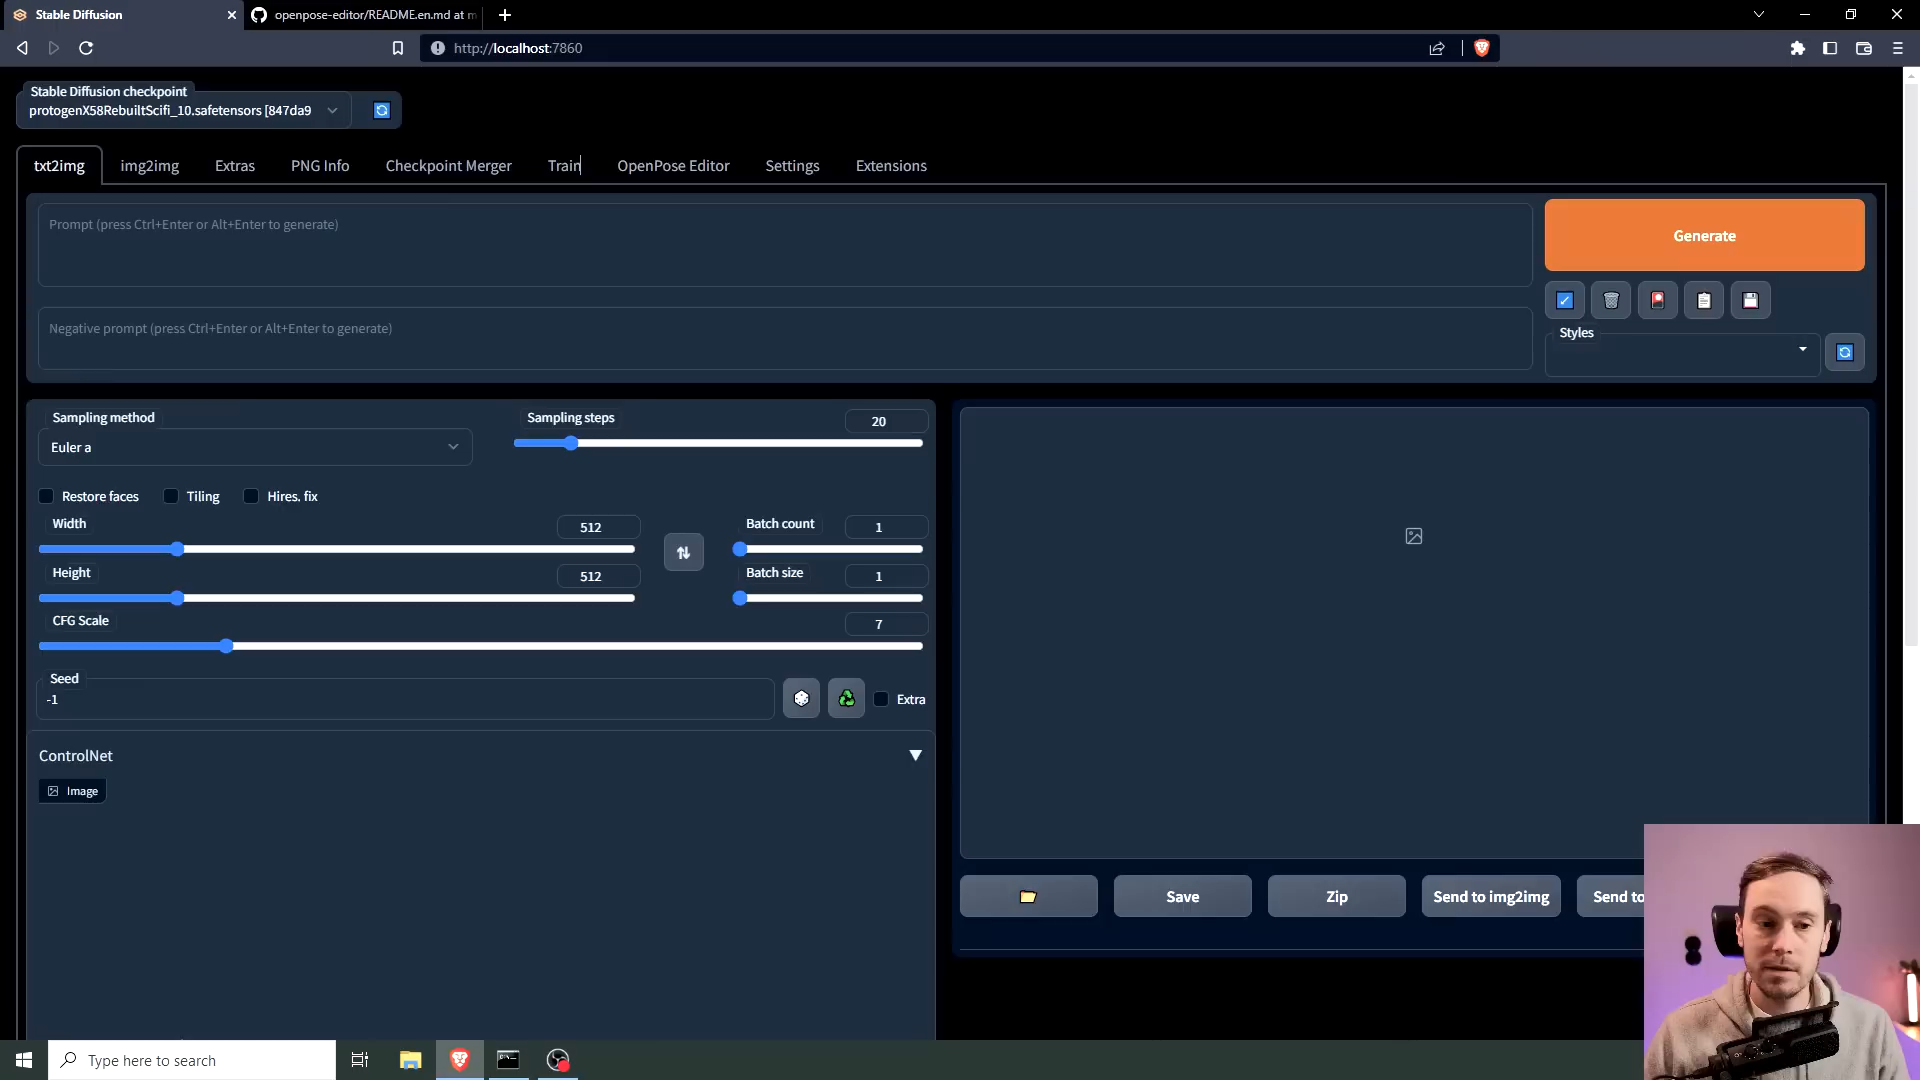 Stable Diffusion
openpose-editor/README.en.md at m
http://localhost:7860
Stable Diffusion checkpoint
protogenX58RebuiltScifi_10.safetensors [847da9
txt2img
img2img
Extras
PNG Info
Checkpoint Merger
Train
OpenPose Editor
Settings
Extensions
Prompt (press Ctrl+Enter or Alt+Enter to generate)
Generate
Negative prompt (press Ctrl+Enter or Alt+Enter to generate)
Styles
Sampling method
Euler a
Sampling steps
20
Restore faces
Tiling
Hires. fix
Width
512
Batch count
1
Height
512
Batch size
1
CFG Scale
7
Seed
-1
Extra
ControlNet
Image
Save
Zip
Send to img2img
Send to
Type here to search